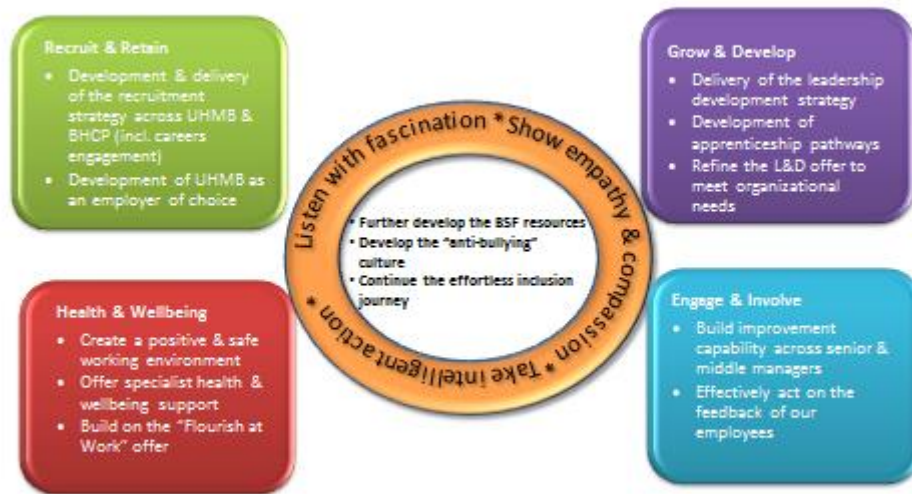 Recruit & Retain
• Development & delivery
of the recruitment
strategy across UHMB &
BHCP (incl. careers
engagement)
• Development of UHMB as
an employer of choice
Grow & Develop
• Delivery of the leadership
development strategy
• Development of
apprenticeship pathways
• Refine the L&D offer to
meet organizational
needs
Listen with fascination * Show empathy & compassion * Take intelligent action *
• Further develop the BSF resources
• Develop the "anti-bullying"
culture
• Continue the effortless inclusion
journey
Health & Wellbeing
• Create a positive & safe
working environment
• Offer specialist health &
wellbeing support
• Build on the "Flourish at
Work" offer
Engage & Involve
• Build improvement
capability across senior &
middle managers
• Effectively act on the
feedback of our
employees